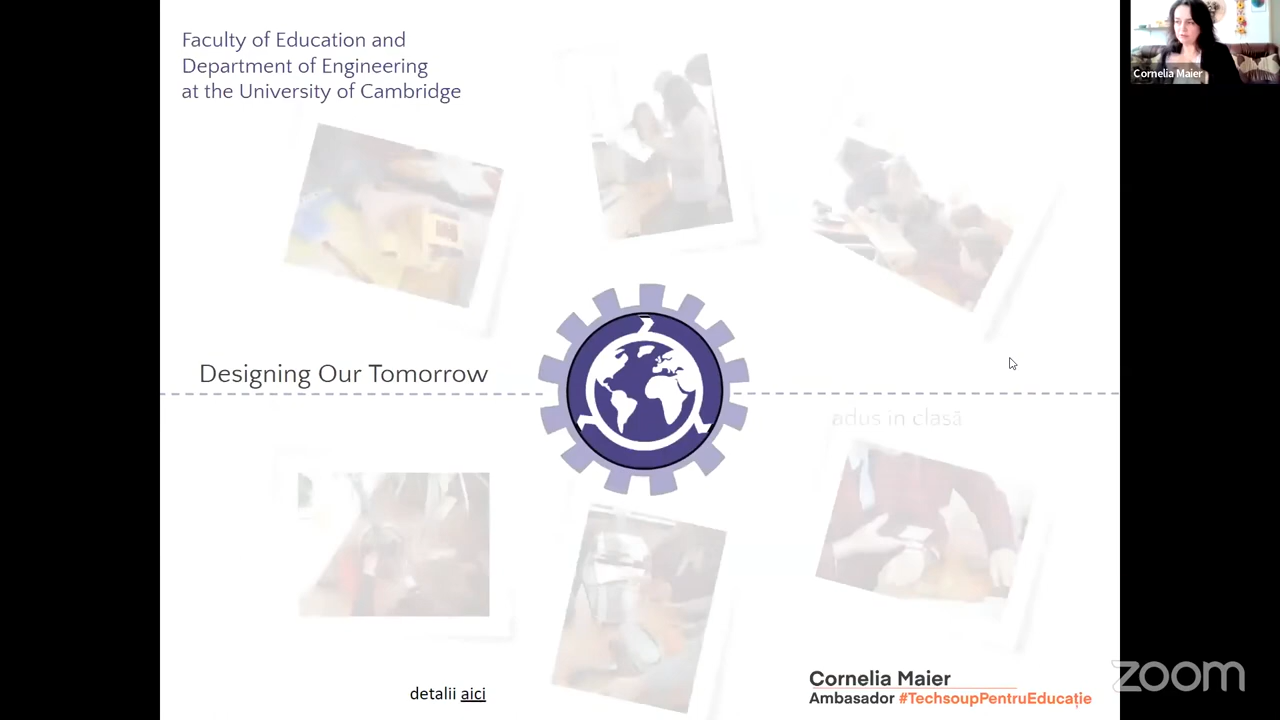 Faculty of Education and
Department of Engineering
at the University of Cambridge
Cornelia Maier
Designing Our Tomorrow
adus in clasă
detalii aici
Cornelia Maier
Ambasador #TechsoupPentruEducație
zoom